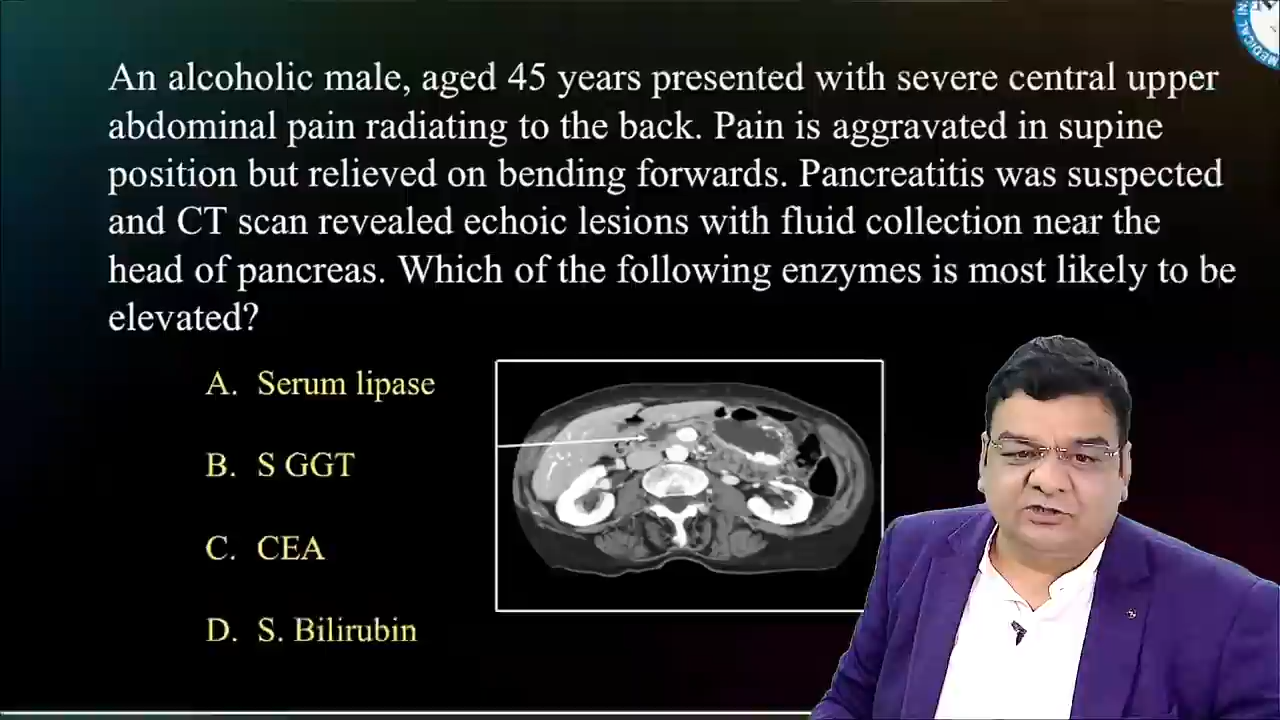 An alcoholic male, aged 45 years presented with severe central upper
abdominal pain radiating to the back. Pain is aggravated in supine
position but relieved on bending forwards. Pancreatitis was suspected
and CT scan revealed echoic lesions with fluid collection near the
head of pancreas. Which of the following enzymes is most likely to be
elevated?
A. Serum lipase
B. S GGT
C. CEA
D. S. Bilirubin